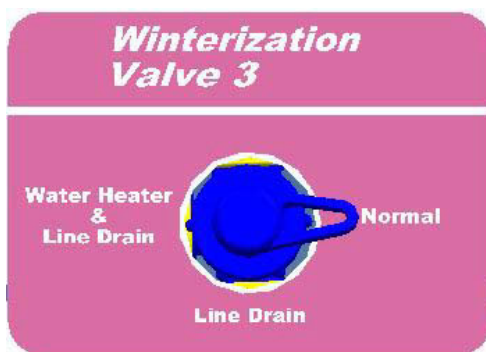 Winterization
Valve 3
Water Heater
&
Line Drain
Normal
Line Drain